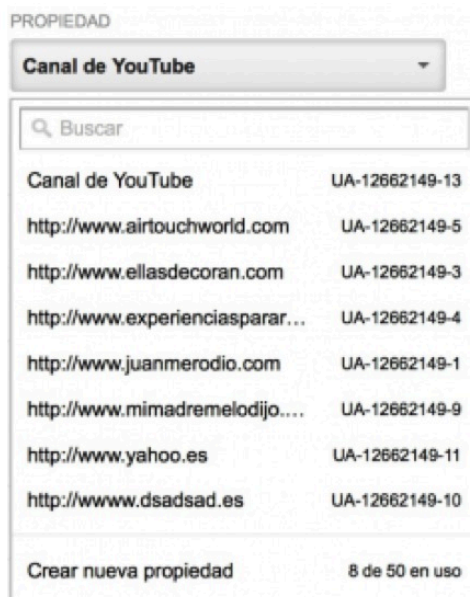 PROPIEDAD
Canal de YouTube
Buscar
Canal de YouTube UA-12662149-13
http://www.airtouchworld.com UA-12662149-5
http://www.ellasdecoran.com UA-12662149-3
http://www.experienciasparar... UA-12662149-4
http://www.juanmerodio.com UA-12662149-1
http://www.mimadremelodijo.... UA-12662149-9
http://www.yahoo.es UA-12662149-11
http://wwww.dsadsad.es UA-12662149-10
Crear nueva propiedad 8 de 50 en uso